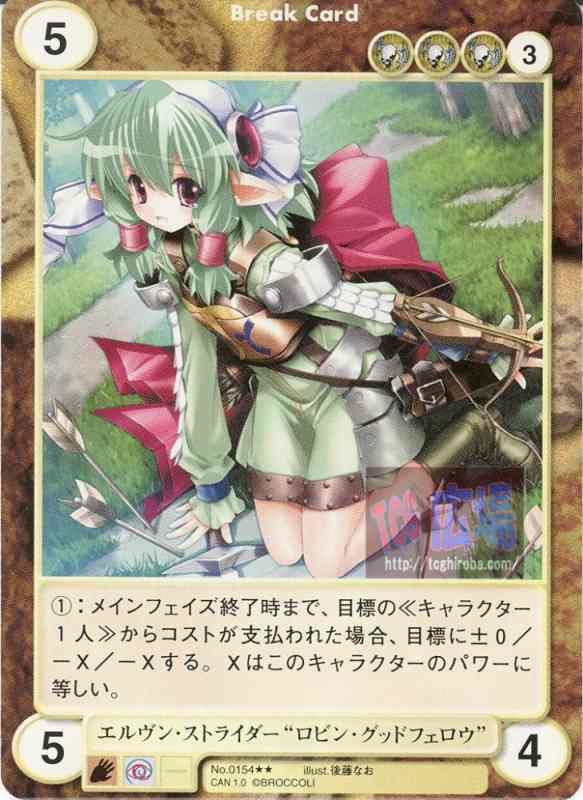 Break Card
5
3
TCG広場
http://tcghiroba.com/
①:メインフェイズ終了時まで、目標の≪キャラクター
1人≫からコストが支払われた場合、目標に±0/
-X/-Xする。Xはこのキャラクターのパワーに
等しい。
エルヴン・ストライダー“ロビン・グッドフェロウ”
5
4
No.0154★★ illust.後藤なお
CAN 1.0 ©BROCCOLI